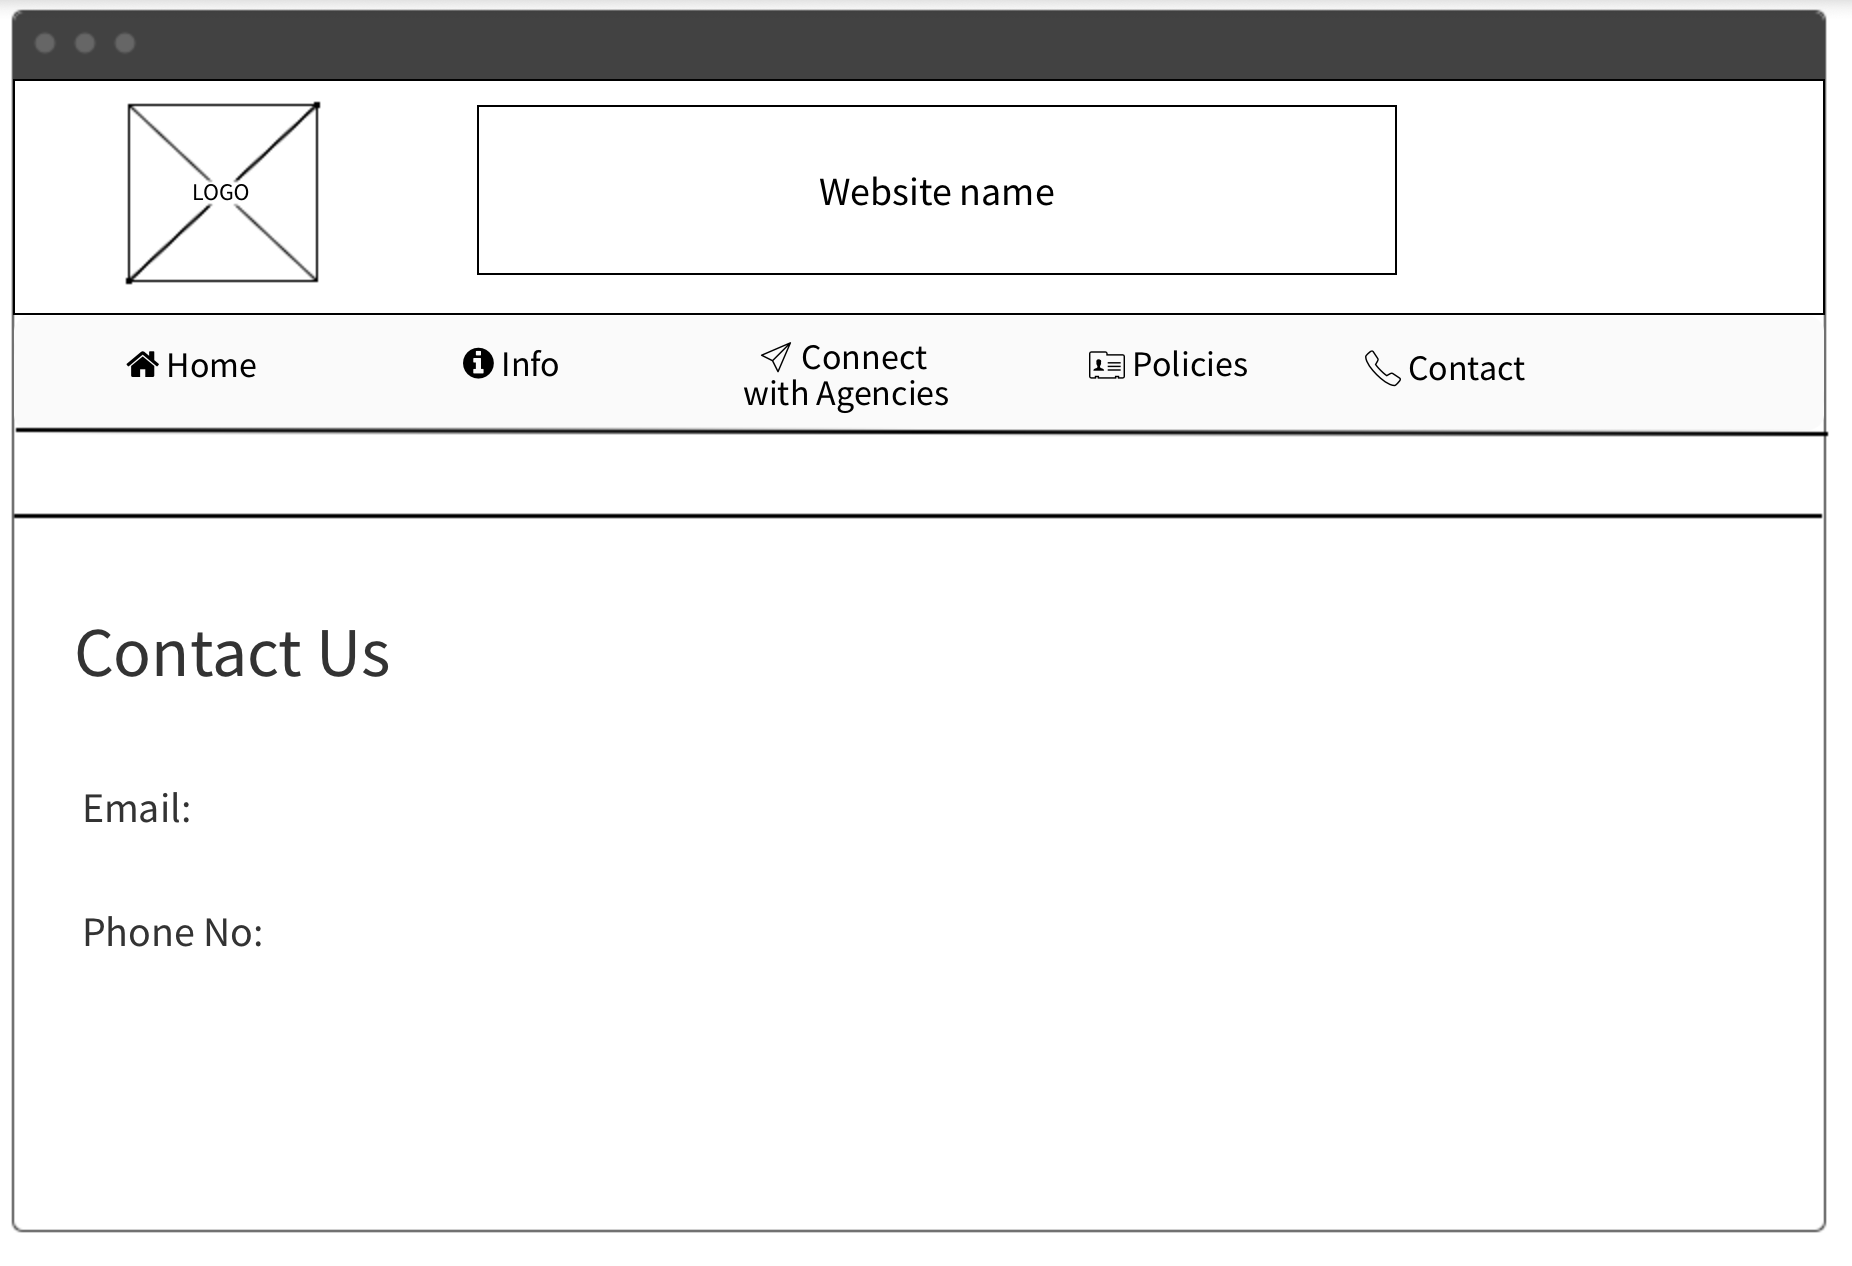 LOGO
Website name
Home
Info
Connect
with Agencies
Policies
Contact
Contact Us
Email:
Phone No: